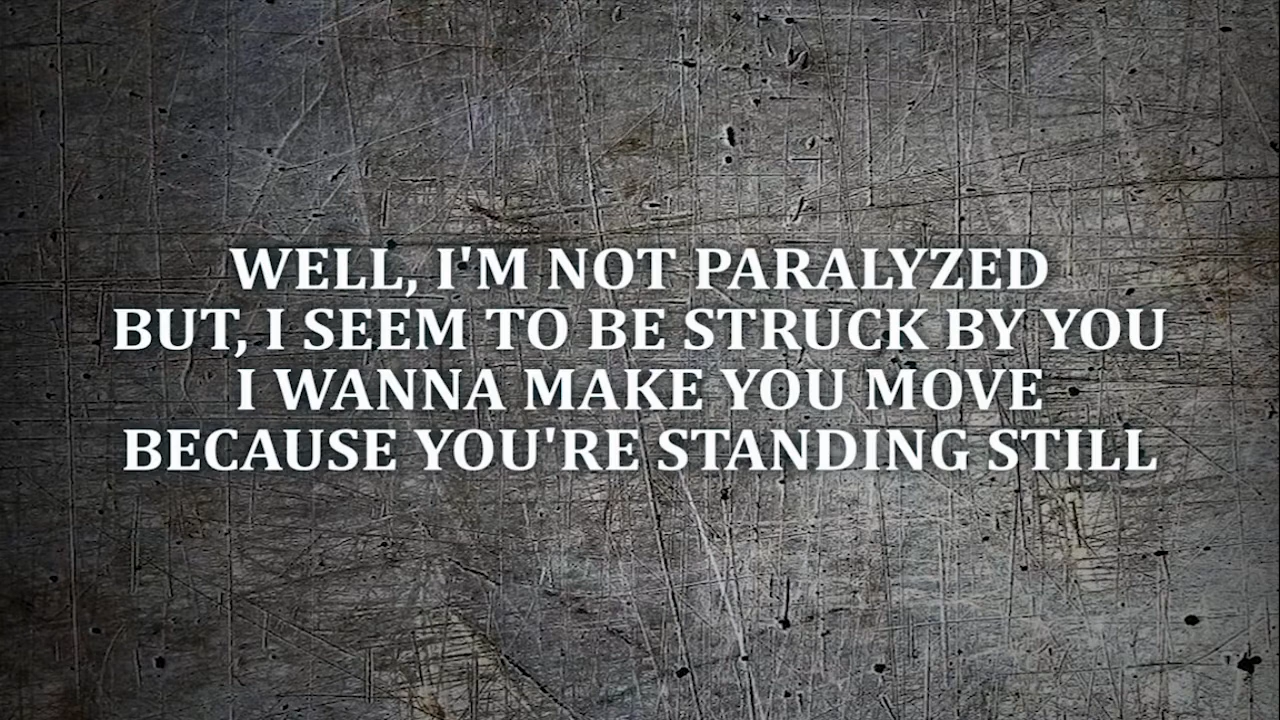 WELL, I'M NOT PARALYZED
BUT, I SEEM TO BE STRUCK BY YOU
I WANNA MAKE YOU MOVE
BECAUSE YOU'RE STANDING STILL